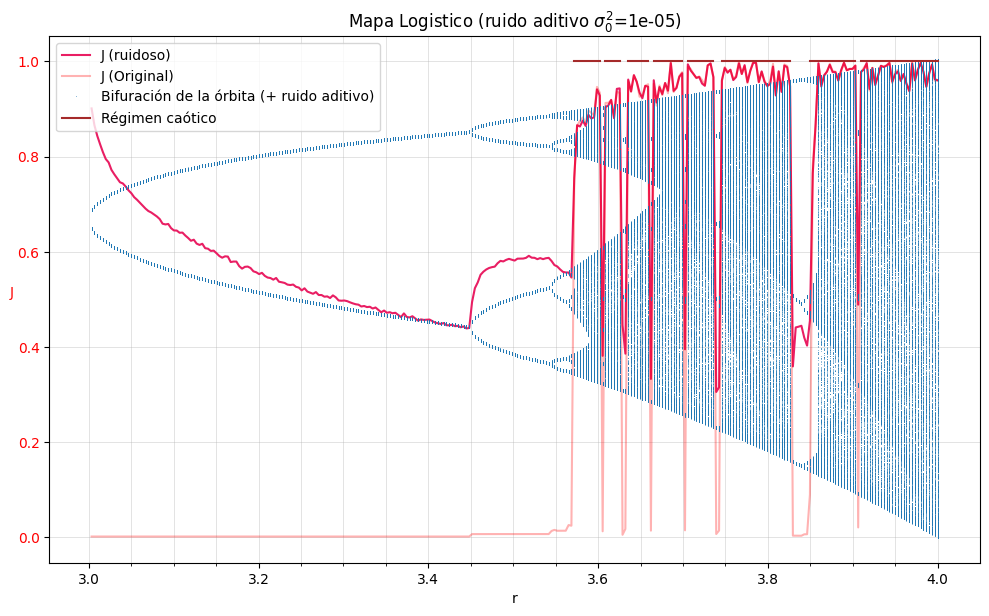 Mapa Logistico (ruido aditivo $\sigma_0^2$=1e-05)
J (ruidoso)
J (Original)
Bifuración de la órbita (+ ruido aditivo)
Régimen caótico
1.0
0.8
0.6
0.4
0.2
0.0
J
3.0 3.2 3.4 3.6 3.8 4.0
r